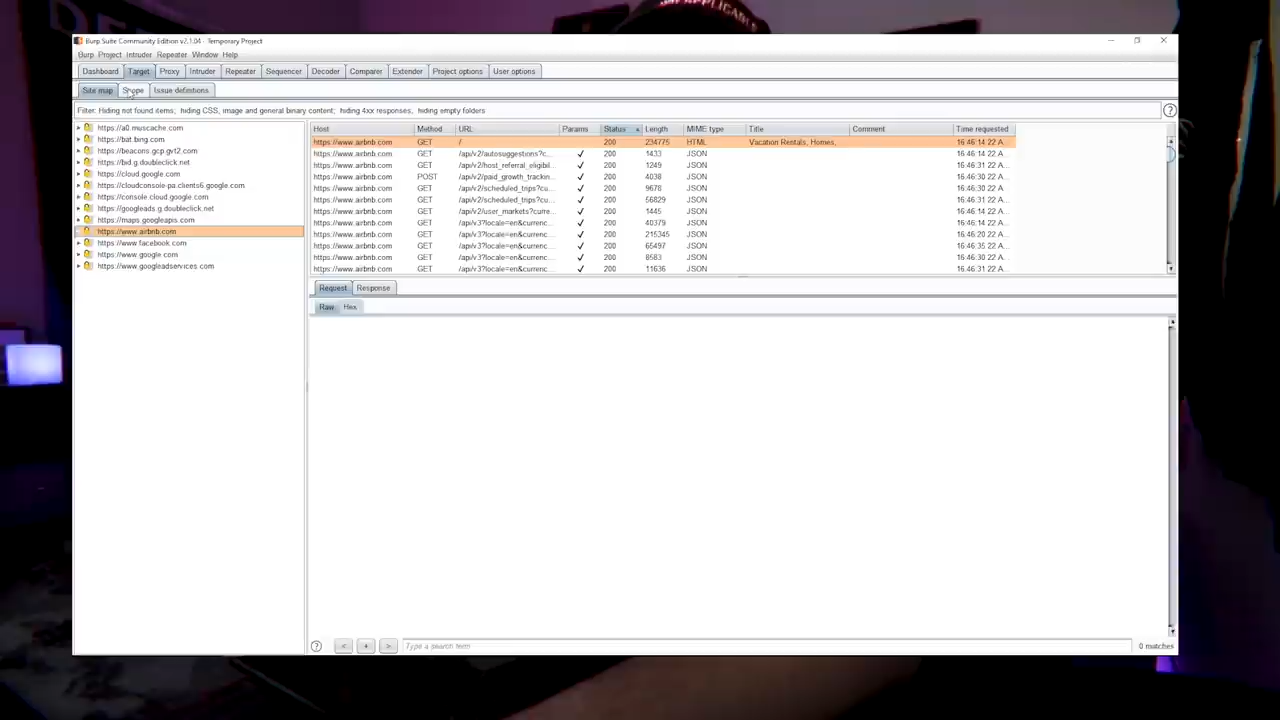 APPLICABLE
Burp Suite Community Edition v2.1.04 - Temporary Project
Burp Project Intruder Repeater Window Help
Dashboard Target Proxy Intruder Repeater Sequencer Decoder Comparer Extender Project options User options
Site map Scope Issue definitions
Filter: Hiding not found items; hiding CSS, image and general binary content; hiding 4xx responses; hiding empty folders
https://a0.muscache.com
https://bat.bing.com
https://beacons.gcp.gvt2.com
https://bid.g.doubleclick.net
https://cloud.google.com
https://cloudconsole-pa.clients6.google.com
https://console.cloud.google.com
https://googleads.g.doubleclick.net
https://maps.googleapis.com
https://www.airbnb.com
https://www.facebook.com
https://www.google.com
https://www.googleadservices.com
Host Method URL Params Status Length MIME type Title Comment Time requested
https://www.airbnb.com GET / 200 234775 HTML Vacation Rentals, Homes, 16:46:14 22 A...
https://www.airbnb.com GET /api/v2/autosuggestions?c... ✓ 200 1433 JSON 16:46:14 22 A...
https://www.airbnb.com GET /api/v2/host_referral_eligibil... ✓ 200 1249 JSON 16:46:31 22 A...
https://www.airbnb.com POST /api/v2/paid_growth_trackin... ✓ 200 4038 JSON 16:46:30 22 A...
https://www.airbnb.com GET /api/v2/scheduled_trips?cu... ✓ 200 9678 JSON 16:46:30 22 A...
https://www.airbnb.com GET /api/v2/scheduled_trips?cu... ✓ 200 56829 JSON 16:46:31 22 A...
https://www.airbnb.com GET /api/v2/user_markets?curre... ✓ 200 1445 JSON 16:46:14 22 A...
https://www.airbnb.com GET /api/v3?locale=en&currenc... ✓ 200 40379 JSON 16:46:14 22 A...
https://www.airbnb.com GET /api/v3?locale=en&currenc... ✓ 200 215345 JSON 16:46:20 22 A...
https://www.airbnb.com GET /api/v3?locale=en&currenc... ✓ 200 65497 JSON 16:46:35 22 A...
https://www.airbnb.com GET /api/v3?locale=en&currenc... ✓ 200 8583 JSON 16:46:31 22 A...
https://www.airbnb.com GET /api/v3?locale=en&currenc... ✓ 200 11636 JSON 16:46:31 22 A...
Request Response
Raw Hex
? < + > Type a search term 0 matches